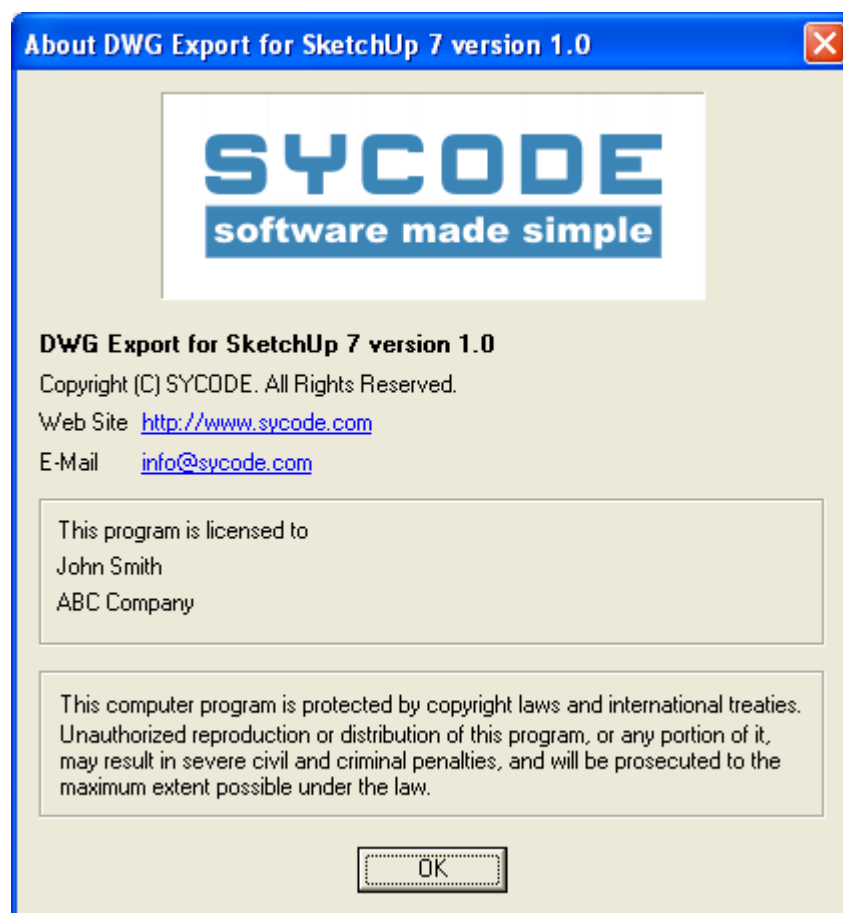 About DWG Export for SketchUp 7 version 1.0
SYCODE
software made simple
DWG Export for SketchUp 7 version 1.0
Copyright (C) SYCODE. All Rights Reserved.
Web Site http://www.sycode.com
E-Mail info@sycode.com
This program is licensed to
John Smith
ABC Company
This computer program is protected by copyright laws and international treaties.
Unauthorized reproduction or distribution of this program, or any portion of it,
may result in severe civil and criminal penalties, and will be prosecuted to the
maximum extent possible under the law.
OK